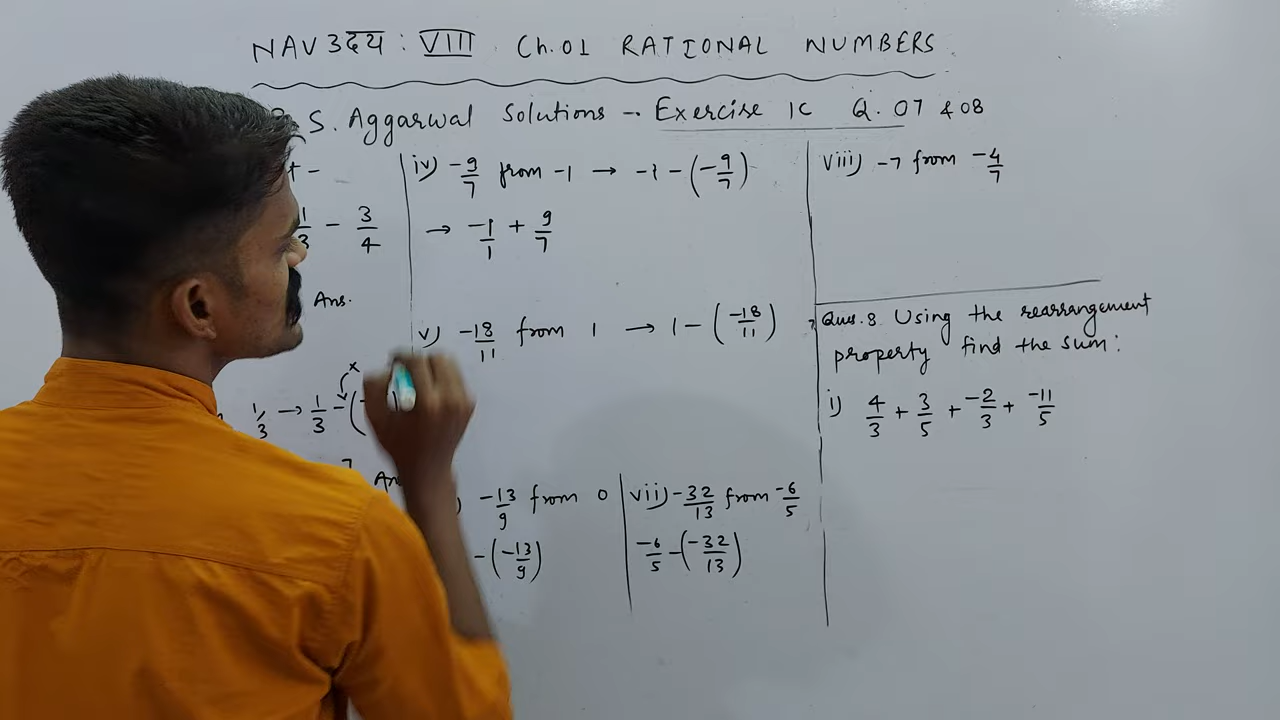 NAVउदय : VIII Ch.01 RATIONAL NUMBERS
S. Aggarwal Solutions → Exercise 1C Q. 07 & 08
+ -
1/3 - 3/4
Ans.
1/3 → 1/3 - (
x
7
iv) -9/7 from -1 → -1 - (-9/7)
→ -1/1 + 9/7
v) -18/11 from 1 → 1 - (-18/11)
) -13/9 from 0
- (-13/9)
vii) -32/13 from -6/5
-6/5 - (-32/13)
viii) -7 from -4/7
Ques. 8 Using the rearrangement
property find the sum :
i) 4/3 + 3/5 + -2/3 + -11/5